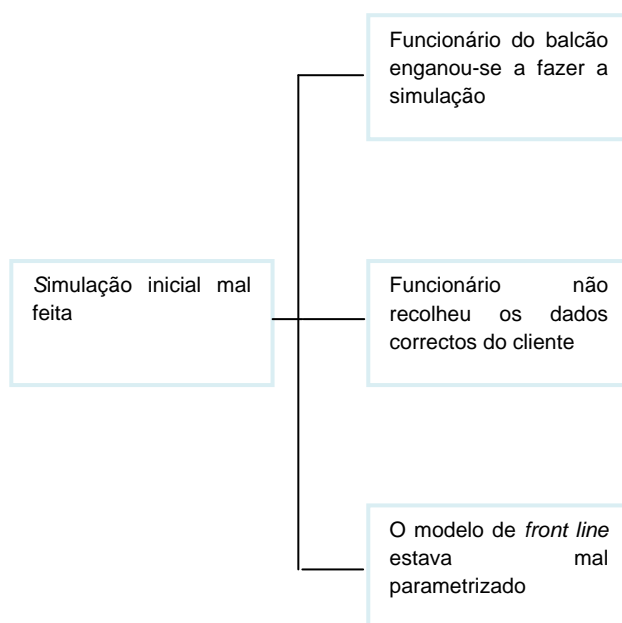 Funcionário do balcão
enganou-se a fazer a
simulação
Simulação inicial mal
feita
Funcionário não
recolheu os dados
correctos do cliente
O modelo de front line
estava mal
parametrizado